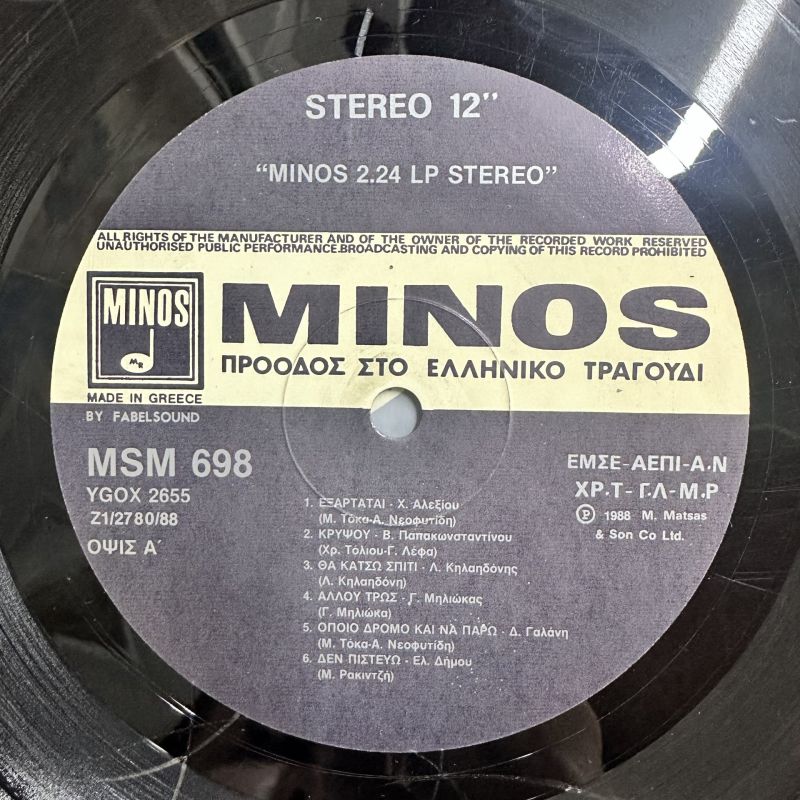 STEREO 12"
"MINOS 2.24 LP STEREO"
ALL RIGHTS OF THE MANUFACTURER AND OF THE OWNER OF THE RECORDED WORK RESERVED
UNAUTHORISED PUBLIC PERFORMANCE.BROADCASTING AND COPYING OF THIS RECORD PROHIBITED
MINOS
MR
MINOS
ΠΡΟΟΔΟΣ ΣΤΟ ΕΛΛΗΝΙΚΟ ΤΡΑΓΟΥΔΙ
MADE IN GREECE
BY FABELSOUND
MSM 698
YGOX 2655
Z1/2780/88
ΟΨΙΣ Α΄
ΕΜΣΕ-ΑΕΠΙ-Α.Ν
ΧΡ.Τ- Γ.Λ-Μ.Ρ
Ⓟ 1988 M. Matsas
& Son Co Ltd.
1. ΕΞΑΡΤΑΤΑΙ - Χ. Αλεξίου
(Μ. Τόκα-Α. Νεοφυτίδη)
2. ΚΡΥΨΟΥ - Β. Παπακωνσταντίνου
(Χρ. Τόλιου-Γ. Λέφα)
3. ΘΑ ΚΑΤΣΩ ΣΠΙΤΙ - Λ. Κηλαηδόνης
(Λ. Κηλαηδόνη)
4. ΑΛΛΟΥ ΤΡΩΣ - Γ. Μηλιώκας
(Γ. Μηλιώκα)
5. ΟΠΟΙΟ ΔΡΟΜΟ ΚΑΙ ΝΑ ΠΑΡΩ - Δ. Γαλάνη
(Μ. Τόκα-Α. Νεοφυτίδη)
6. ΔΕΝ ΠΙΣΤΕΥΩ - Ελ. Δήμου
(Μ. Ρακιντζή)